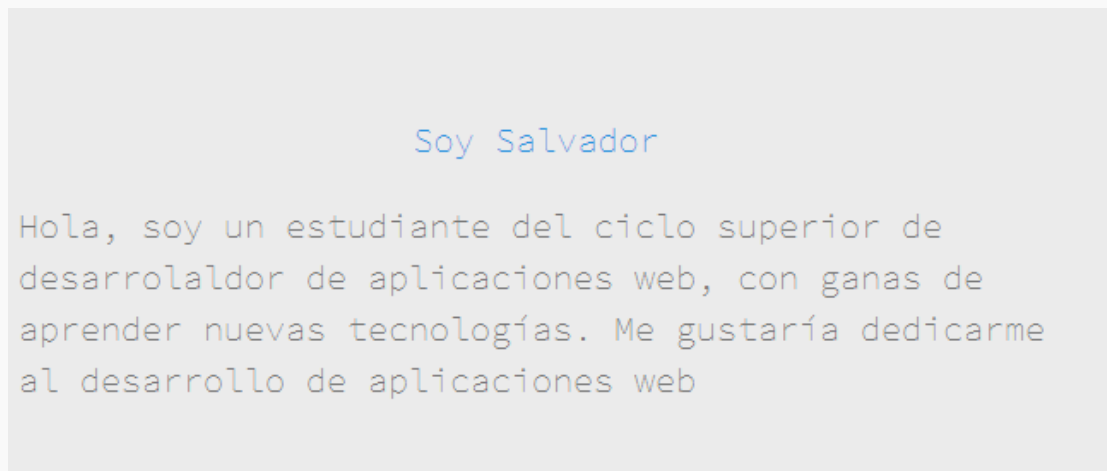 Soy Salvador
Hola, soy un estudiante del ciclo superior de
desarrolaldor de aplicaciones web, con ganas de
aprender nuevas tecnologías. Me gustaría dedicarme
al desarrollo de aplicaciones web